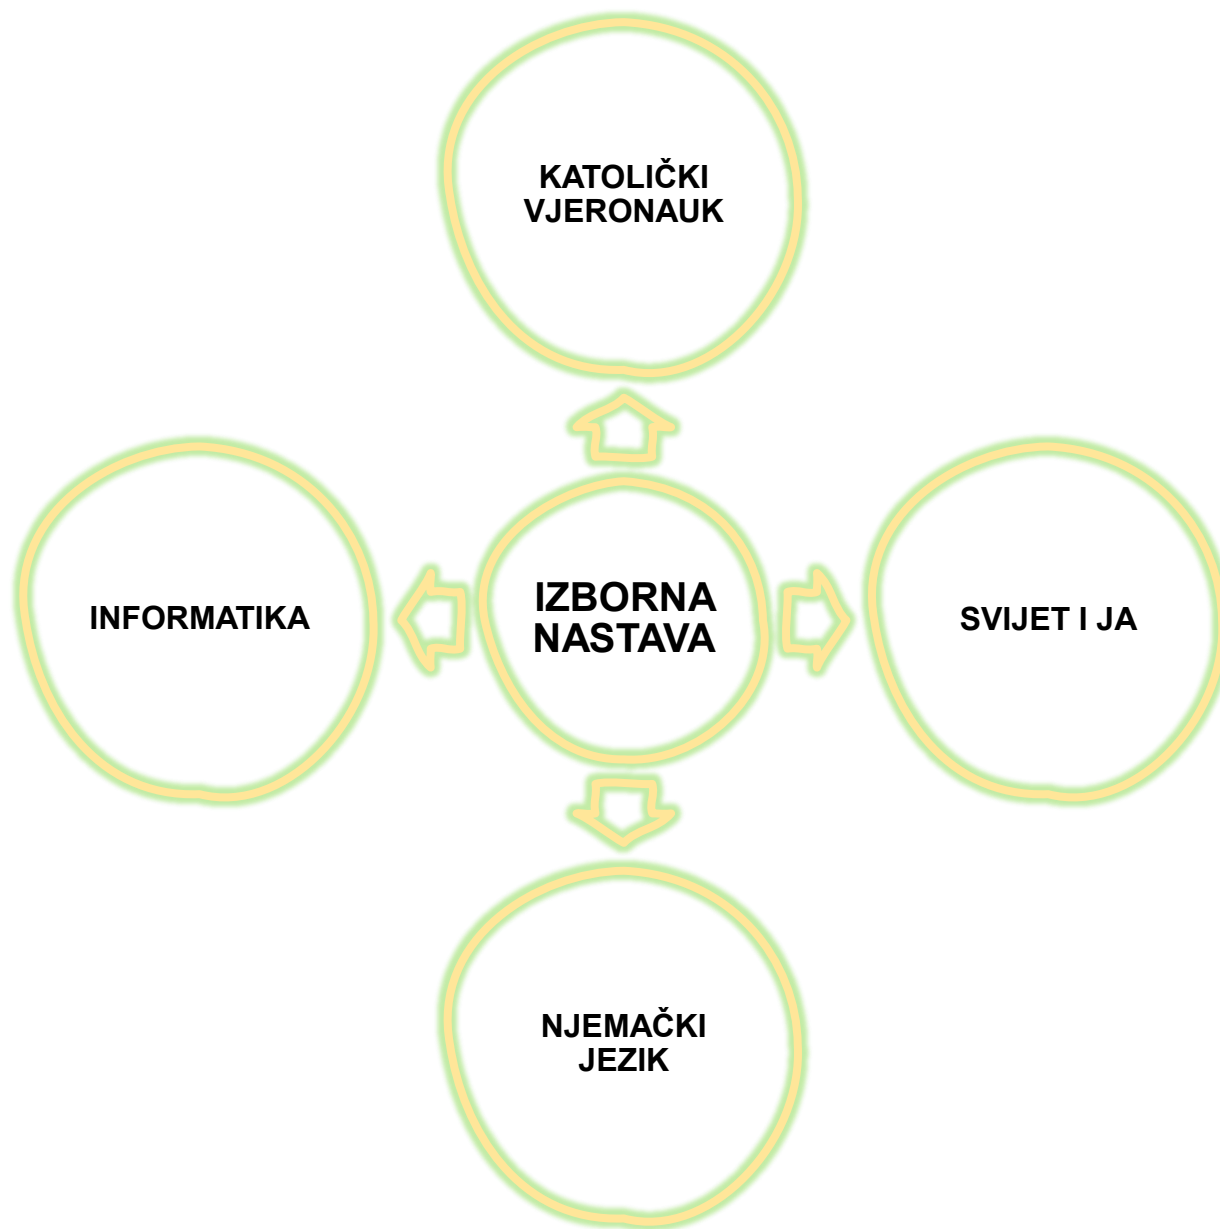 KATOLIČKI
VJERONAUK
INFORMATIKA
IZBORNA
NASTAVA
SVIJET I JA
NJEMAČKI
JEZIK